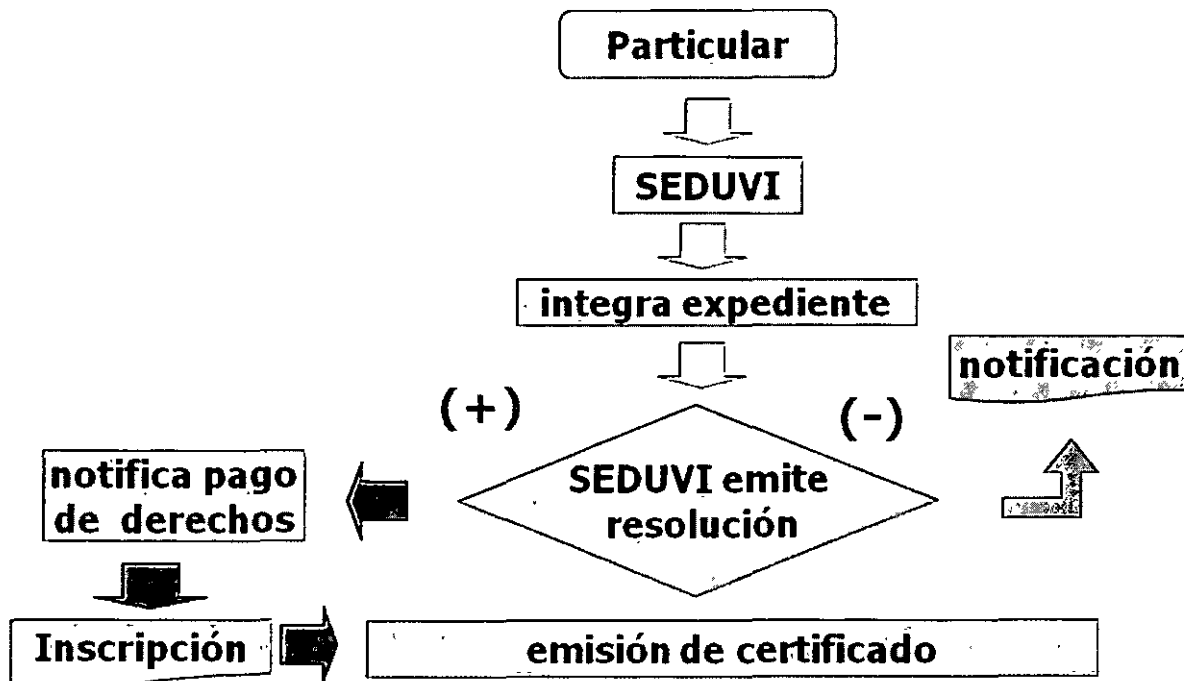 Particular
SEDUVI
integra expediente
notificación
(+)
(-)
SEDUVI emite
resolución
notifica pago
de derechos
Inscripción
emisión de certificado